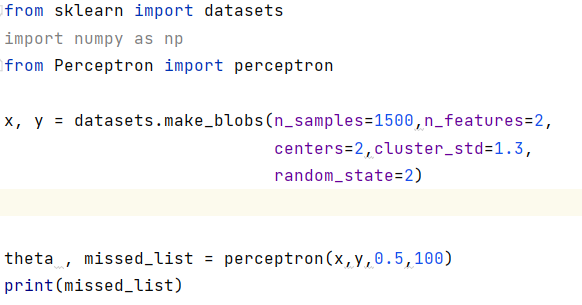 from sklearn import datasets
import numpy as np
from Perceptron import perceptron
x, y = datasets.make_blobs(n_samples=1500,n_features=2,
centers=2,cluster_std=1.3,
random_state=2)
theta , missed_list = perceptron(x,y,0.5,100)
print(missed_list)